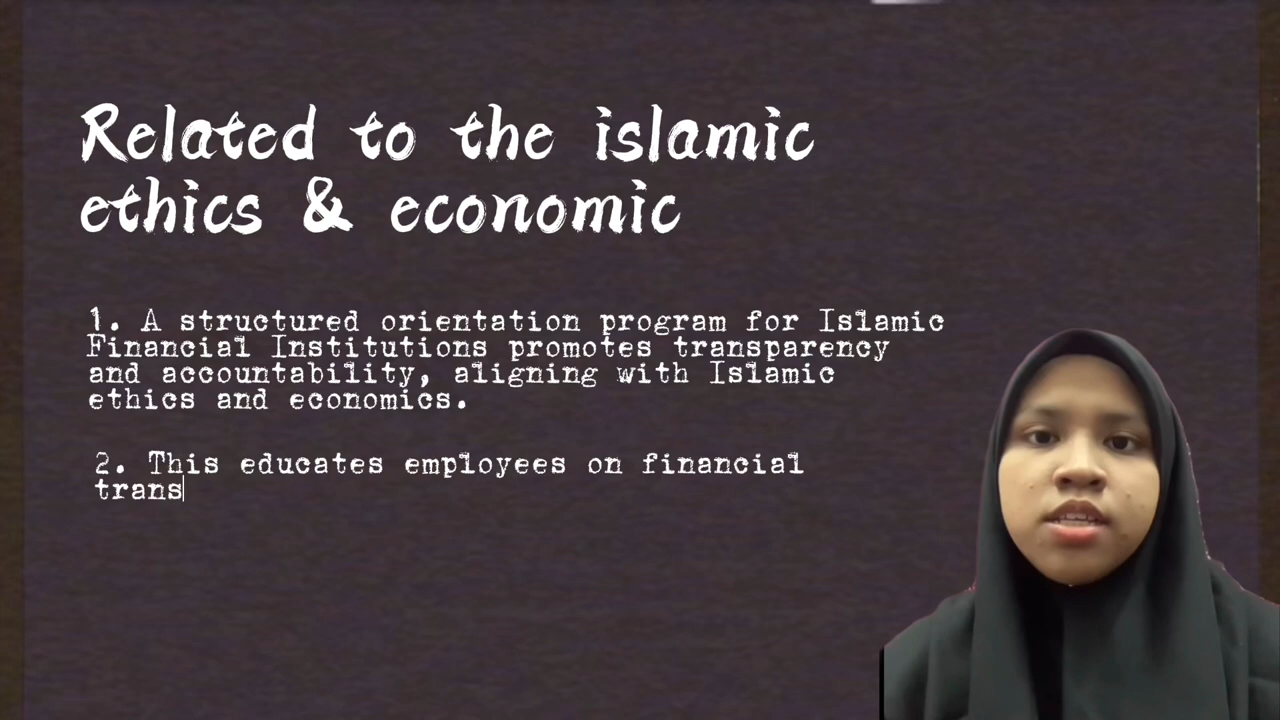 Related to the islamic
ethics & economic
1. A structured orientation program for Islamic
Financial Institutions promotes transparency
and accountability, aligning with Islamic
ethics and economics.
2. This educates employees on financial
trans